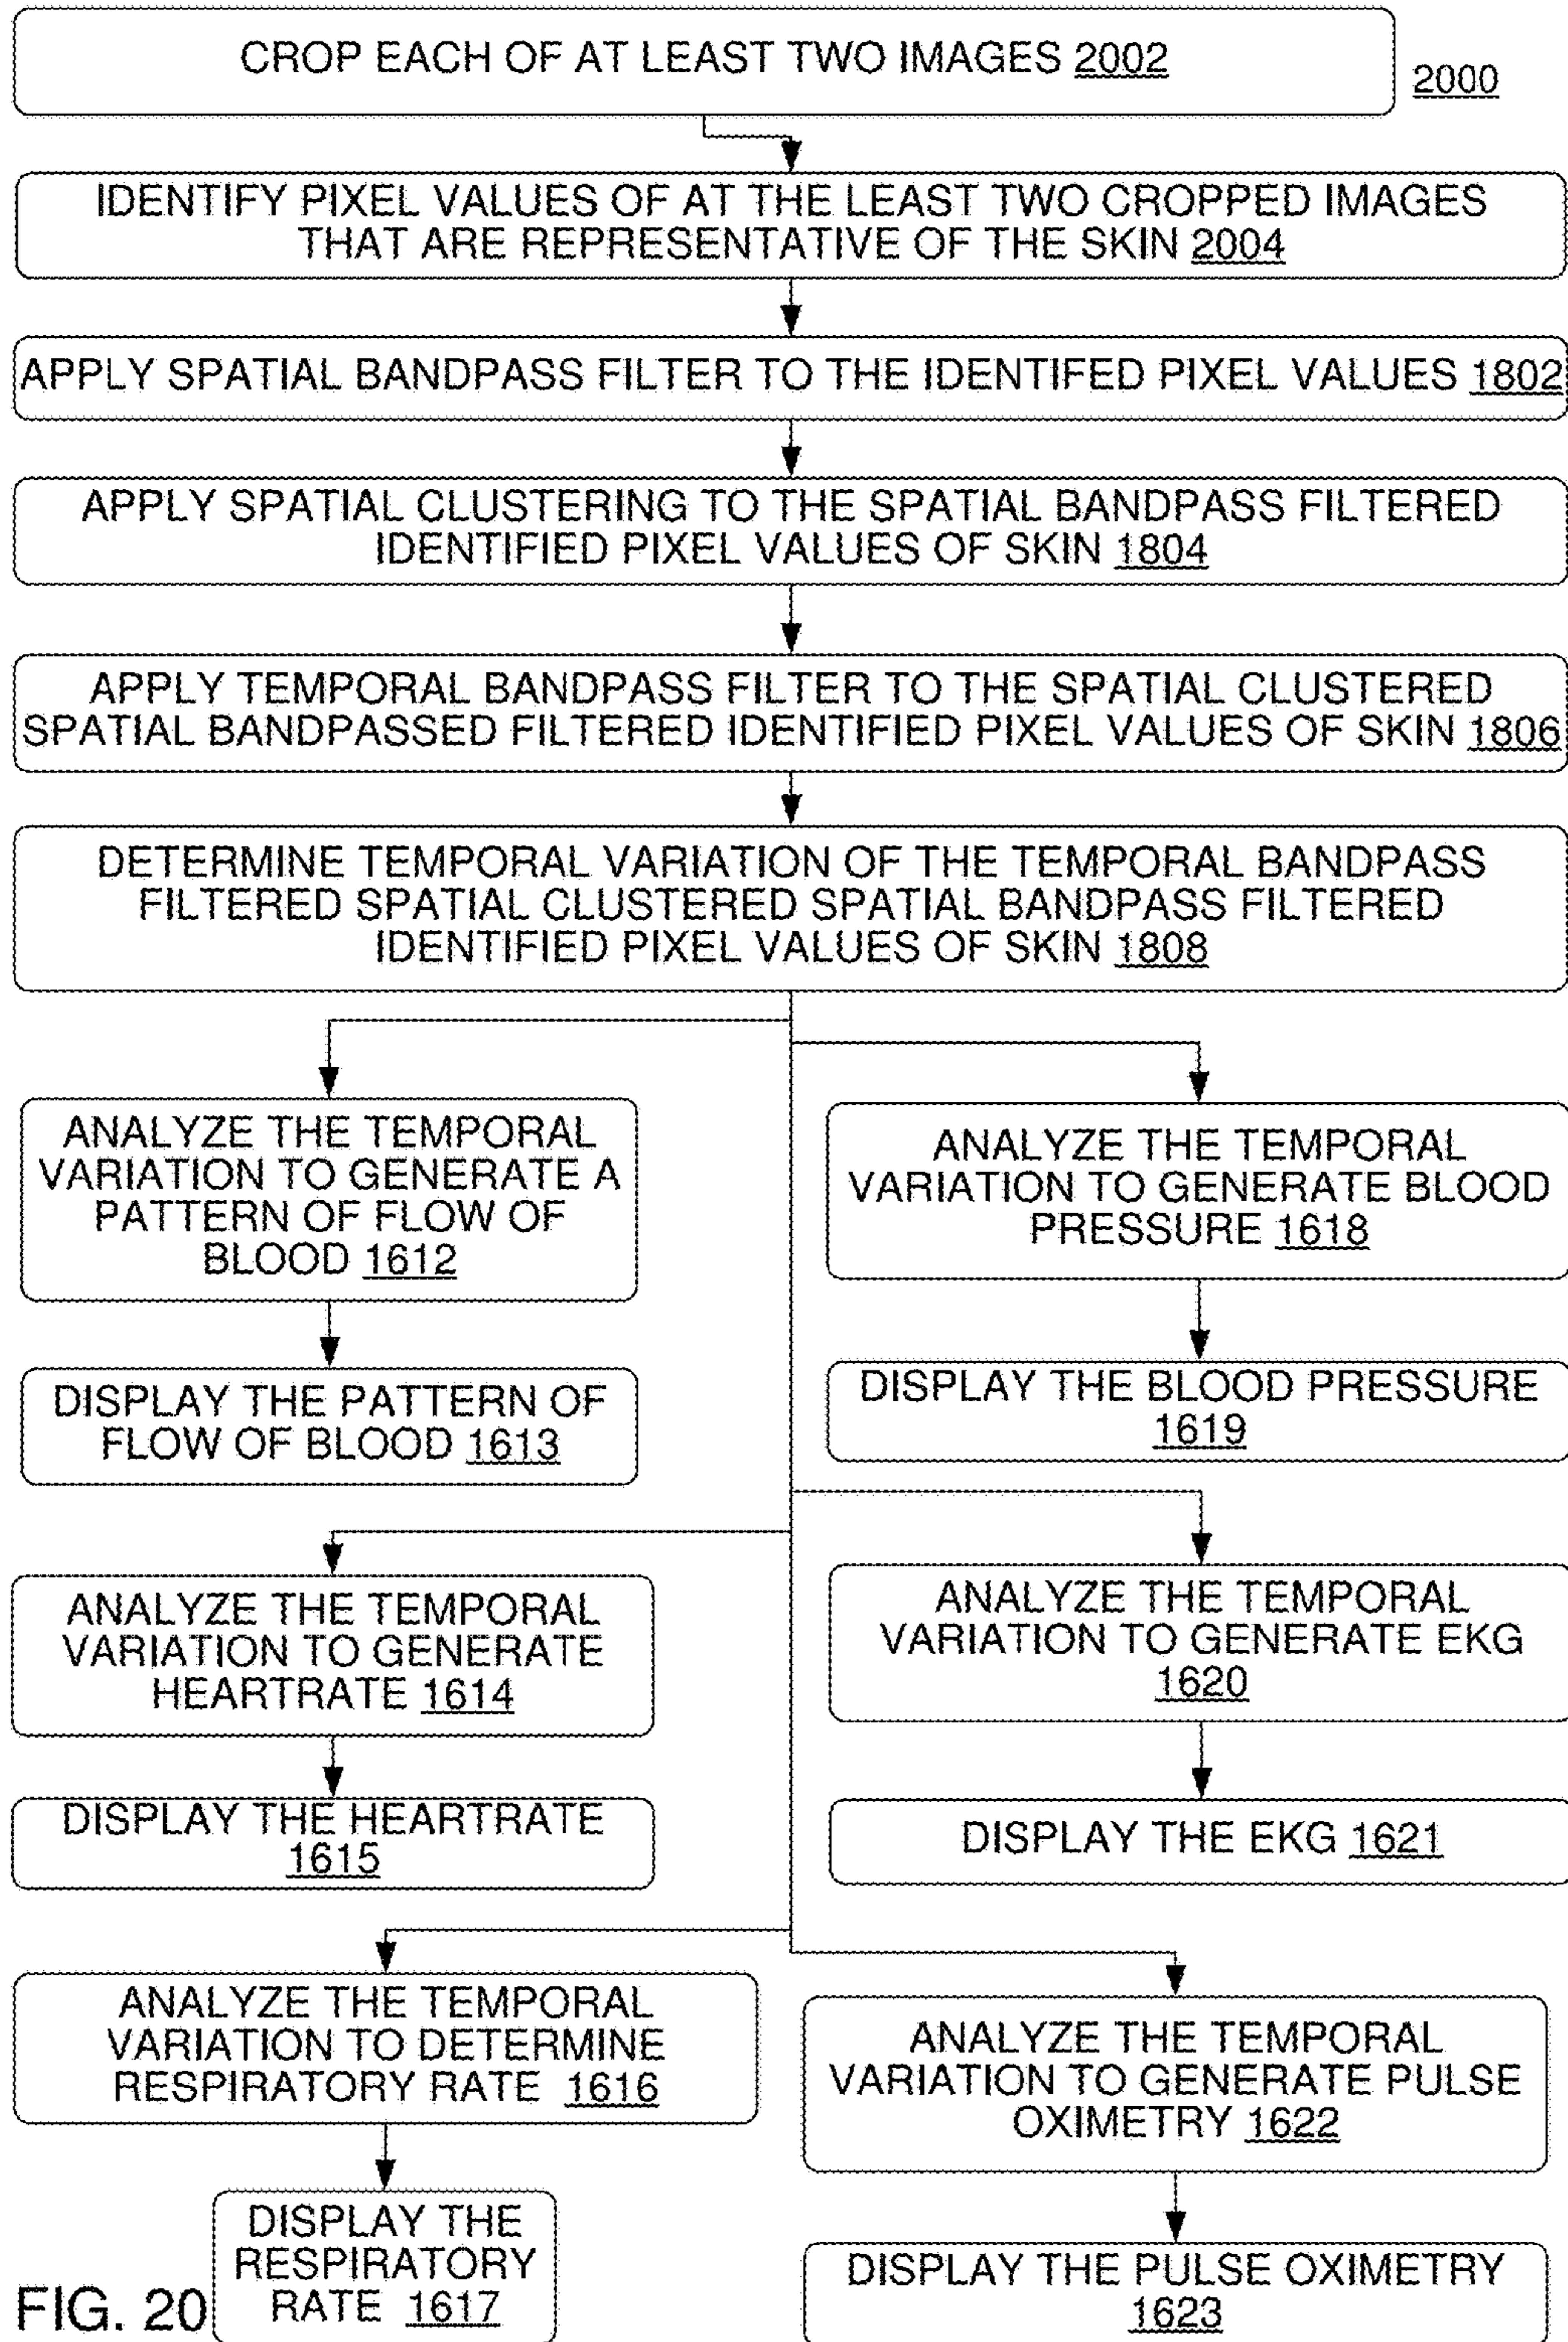 CROP EACH OF AT LEAST TWO IMAGES 2002
2000
IDENTIFY PIXEL VALUES OF AT THE LEAST TWO CROPPED IMAGES
THAT ARE REPRESENTATIVE OF THE SKIN 2004
APPLY SPATIAL BANDPASS FILTER TO THE IDENTIFED PIXEL VALUES 1802
APPLY SPATIAL CLUSTERING TO THE SPATIAL BANDPASS FILTERED
IDENTIFIED PIXEL VALUES OF SKIN 1804
APPLY TEMPORAL BANDPASS FILTER TO THE SPATIAL CLUSTERED
SPATIAL BANDPASSED FILTERED IDENTIFIED PIXEL VALUES OF SKIN 1806
DETERMINE TEMPORAL VARIATION OF THE TEMPORAL BANDPASS
FILTERED SPATIAL CLUSTERED SPATIAL BANDPASS FILTERED
IDENTIFIED PIXEL VALUES OF SKIN 1808
ANALYZE THE TEMPORAL
VARIATION TO GENERATE A
PATTERN OF FLOW OF
BLOOD 1612
ANALYZE THE TEMPORAL
VARIATION TO GENERATE BLOOD
PRESSURE 1618
DISPLAY THE PATTERN OF
FLOW OF BLOOD 1613
DISPLAY THE BLOOD PRESSURE
1619
ANALYZE THE TEMPORAL
VARIATION TO GENERATE
HEARTRATE 1614
ANALYZE THE TEMPORAL
VARIATION TO GENERATE EKG
1620
DISPLAY THE HEARTRATE
1615
DISPLAY THE EKG 1621
ANALYZE THE TEMPORAL
VARIATION TO DETERMINE
RESPIRATORY RATE 1616
ANALYZE THE TEMPORAL
VARIATION TO GENERATE PULSE
OXIMETRY 1622
DISPLAY THE
RESPIRATORY
RATE 1617
DISPLAY THE PULSE OXIMETRY
1623
FIG. 20